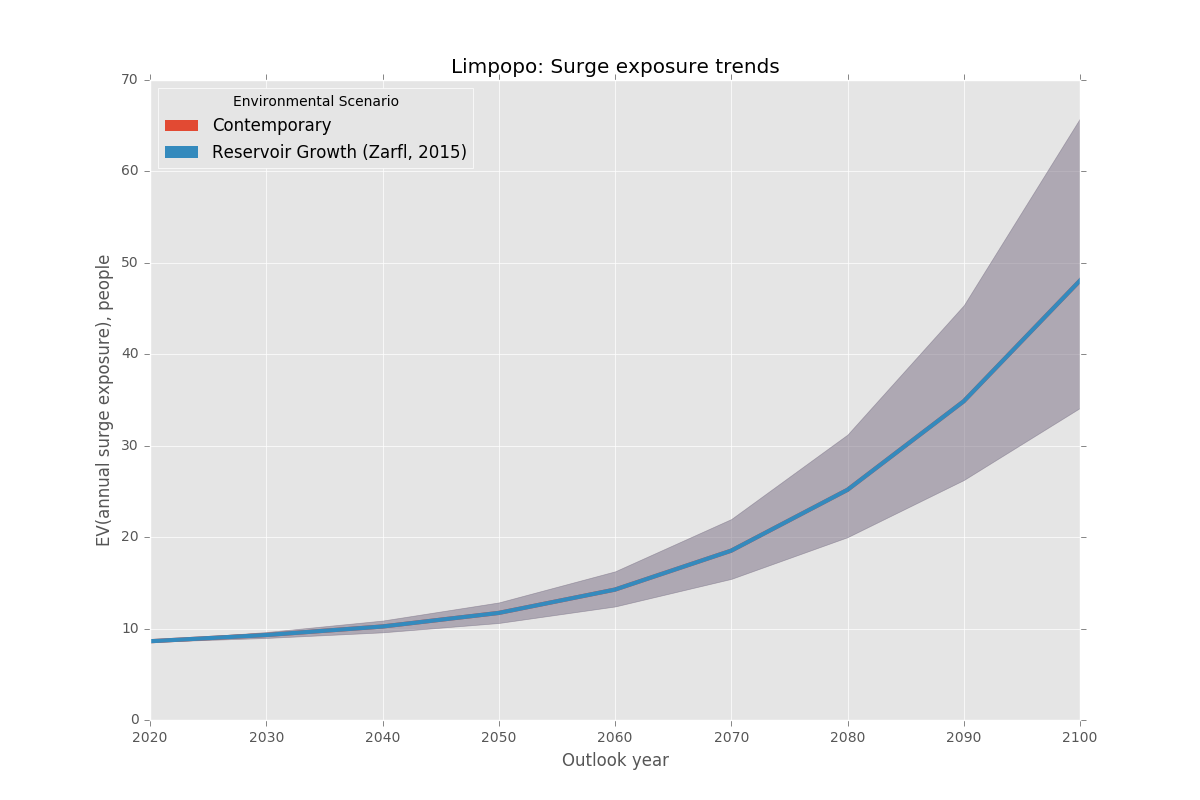 Limpopo: Surge exposure trends
Environmental Scenario
Contemporary
Reservoir Growth (Zarfl, 2015)
EV(annual surge exposure), people
70
60
50
40
30
20
10
0
2020 2030 2040 2050 2060 2070 2080 2090 2100
Outlook year